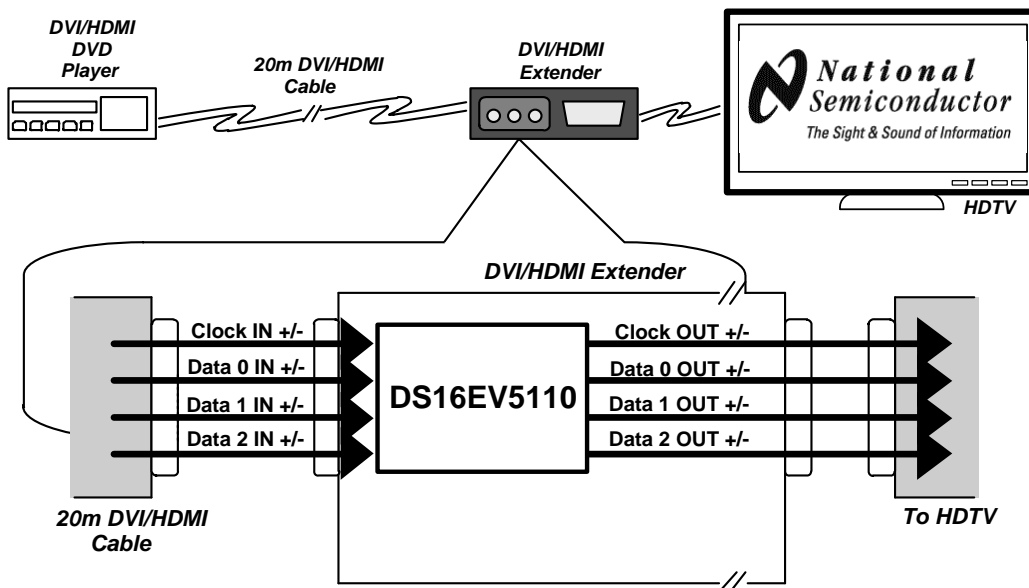 DVI/HDMI
DVD
Player
20m DVI/HDMI
Cable
DVI/HDMI
Extender
National
Semiconductor
The Sight & Sound of Information
HDTV
DVI/HDMI Extender
Clock IN +/-
Data 0 IN +/-
Data 1 IN +/-
Data 2 IN +/-
DS16EV5110
Clock OUT +/-
Data 0 OUT +/-
Data 1 OUT +/-
Data 2 OUT +/-
20m DVI/HDMI
Cable
To HDTV